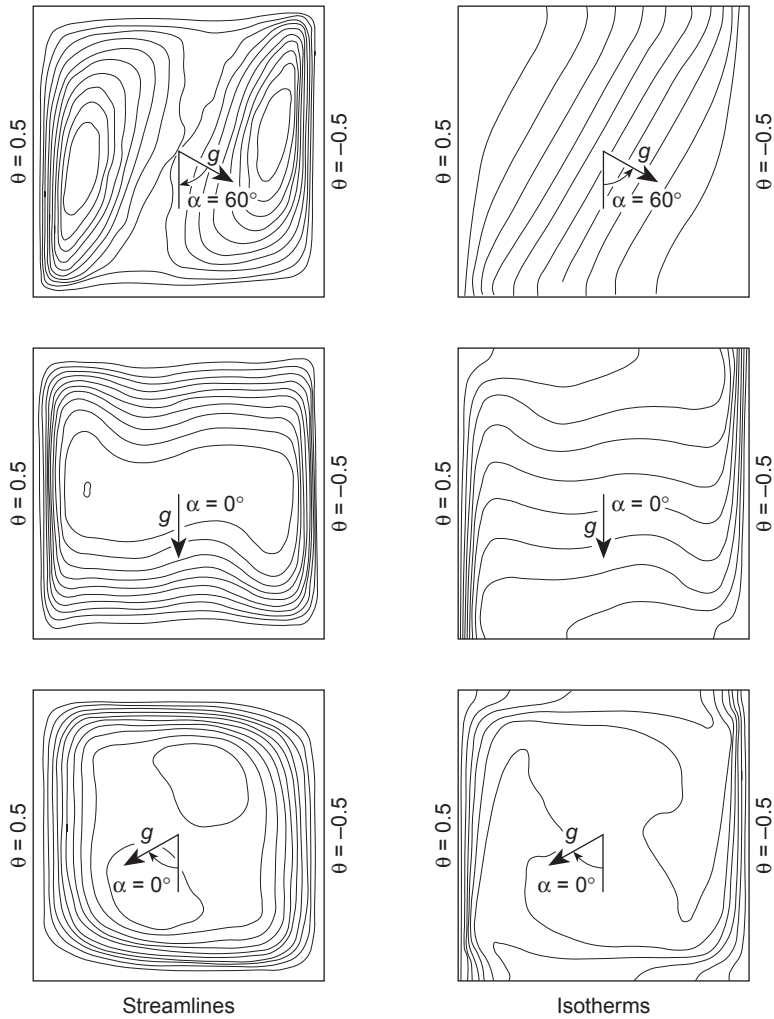 θ = 0.5
g
α = 60°
θ = –0.5
θ = 0.5
g
α = 60°
θ = –0.5
θ = 0.5
α = 0°
g
θ = –0.5
θ = 0.5
α = 0°
g
θ = –0.5
θ = 0.5
g
α = 0°
θ = –0.5
θ = 0.5
g
α = 0°
θ = –0.5
Streamlines
Isotherms